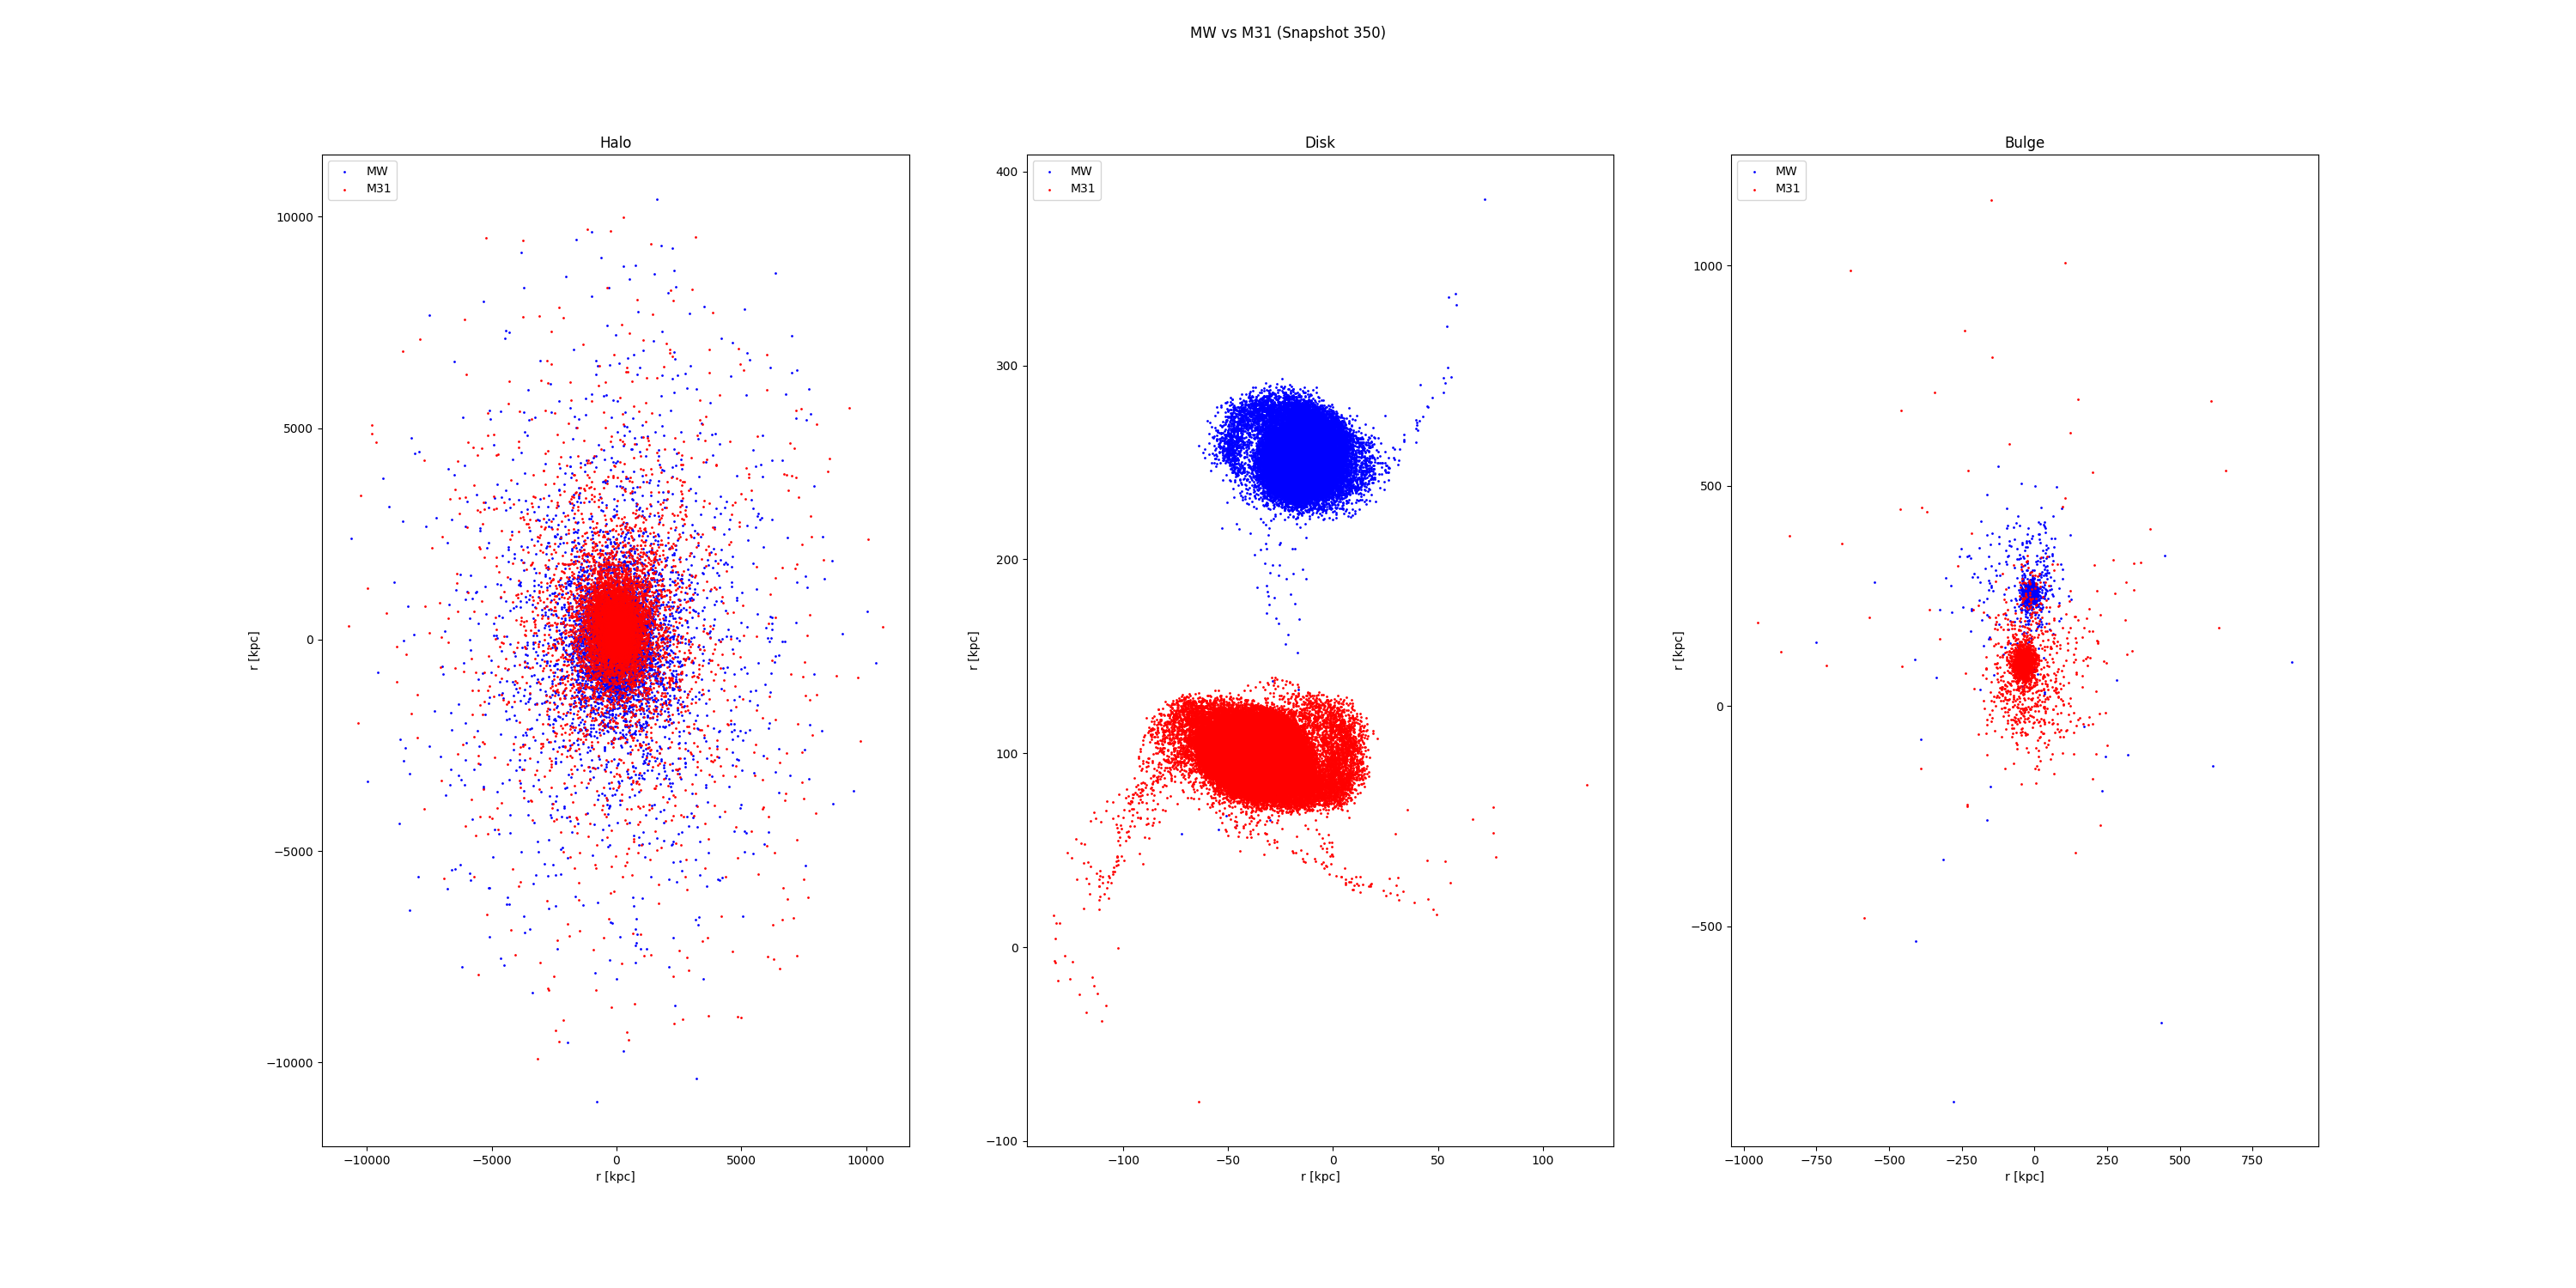 MW vs M31 (Snapshot 350)
Halo
MW
M31
10000
5000
0
−5000
−10000
r [kpc]
−10000 −5000 0 5000 10000
r [kpc]
Disk
MW
M31
400
300
200
100
0
−100
r [kpc]
−100 −50 0 50 100
r [kpc]
Bulge
MW
M31
1000
500
0
−500
r [kpc]
−1000 −750 −500 −250 0 250 500 750
r [kpc]